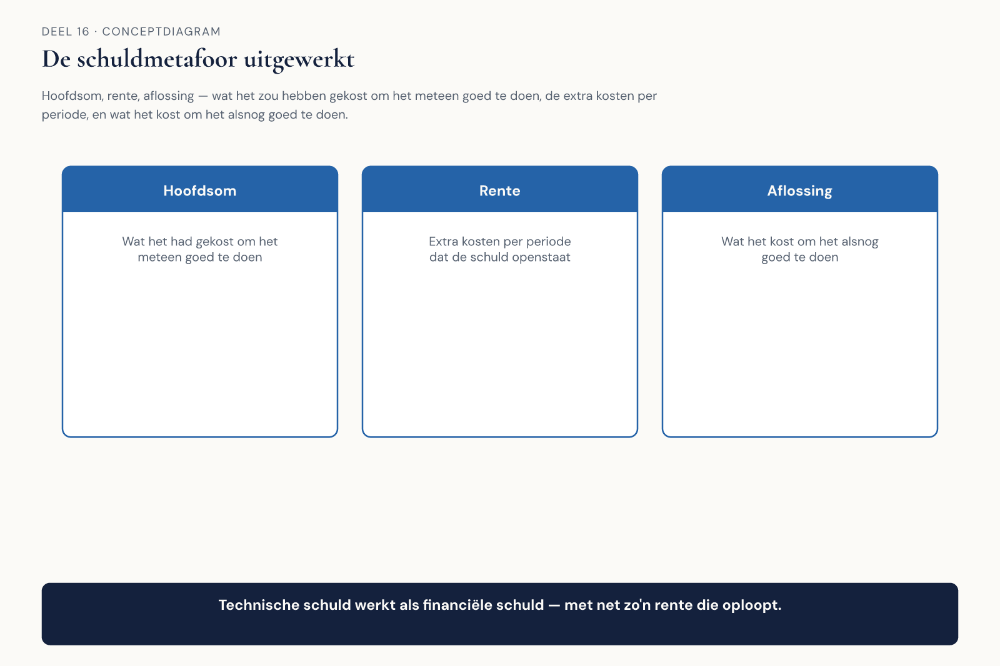 DEEL 16 · CONCEPTDIAGRAM
De schuldmetafoor uitgewerkt
Hoofdsom, rente, aflossing — wat het zou hebben gekost om het meteen goed te doen, de extra kosten per
periode, en wat het kost om het alsnog goed te doen.
Hoofdsom
Wat het had gekost om het
meteen goed te doen
Rente
Extra kosten per periode
dat de schuld openstaat
Aflossing
Wat het kost om het alsnog
goed te doen
Technische schuld werkt als financiële schuld — met net zo'n rente die oploopt.